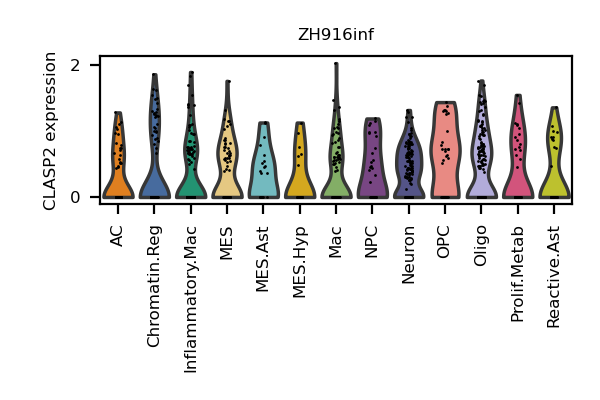 ZH916inf
CLASP2 expression
2
0
AC
Chromatin.Reg
Inflammatory.Mac
MES
MES.Ast
MES.Hyp
Mac
NPC
Neuron
OPC
Oligo
Prolif.Metab
Reactive.Ast